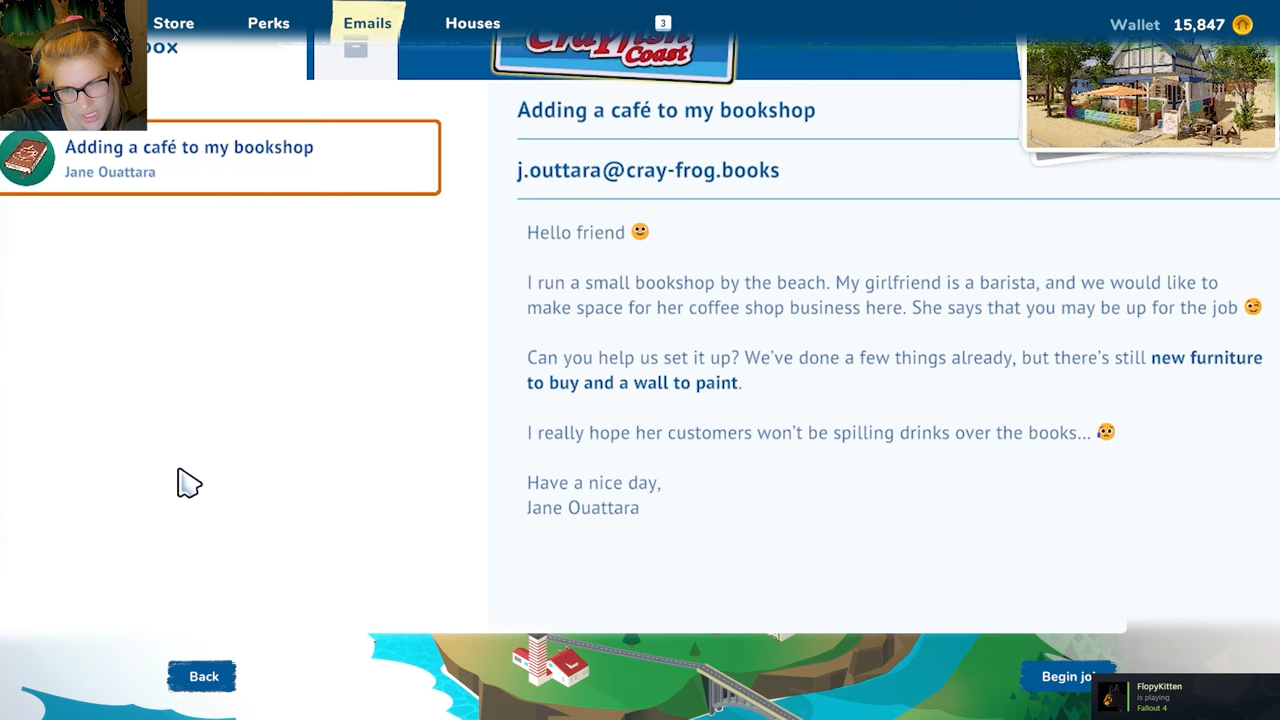 Store Perks Emails Houses 3 Wallet 15,847
box
Crayfish
Coast
Adding a café to my bookshop
Jane Ouattara
Adding a café to my bookshop
j.outtara@cray-frog.books
Hello friend
I run a small bookshop by the beach. My girlfriend is a barista, and we would like to
make space for her coffee shop business here. She says that you may be up for the job
Can you help us set it up? We've done a few things already, but there's still new furniture
to buy and a wall to paint.
I really hope her customers won't be spilling drinks over the books...
Have a nice day,
Jane Ouattara
Back
Begin jo
FlopyKitten
is playing
Fallout 4